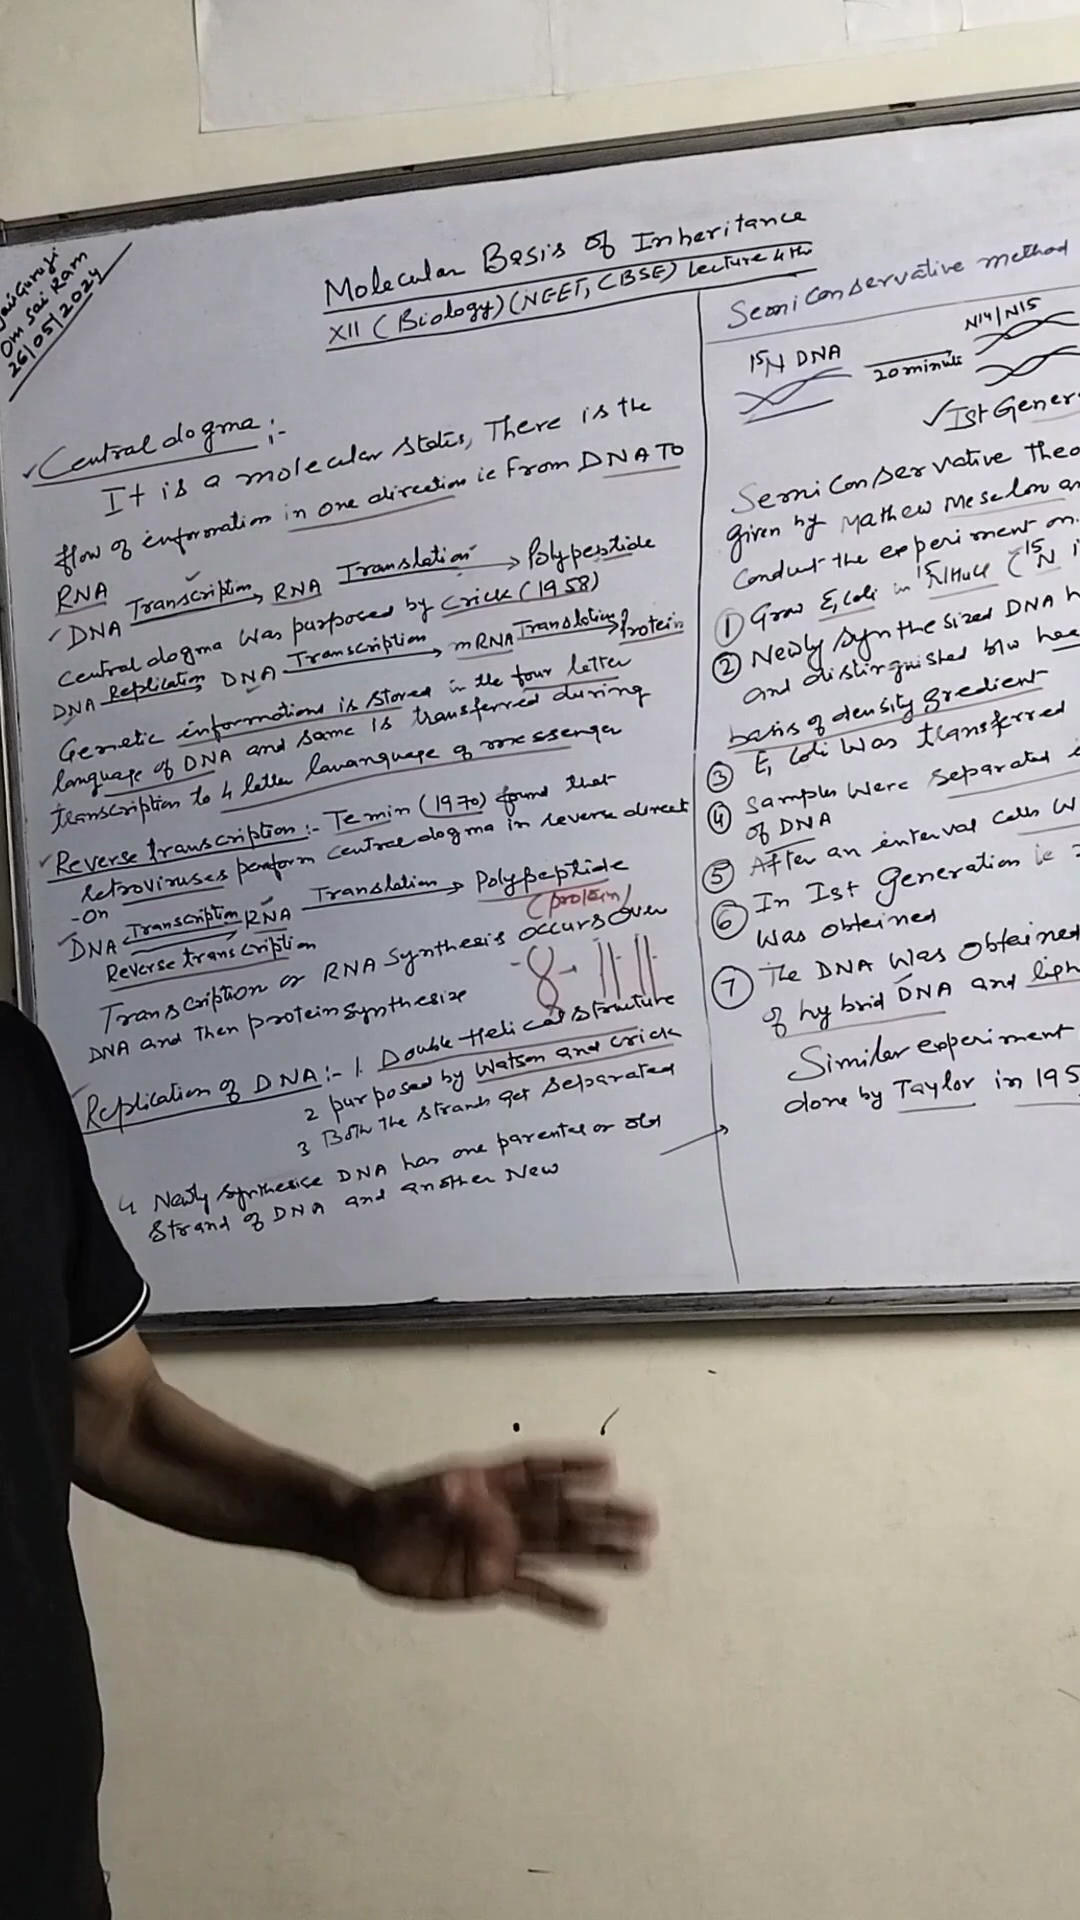 Jai Guru Ji
Om Sai Ram
26/05/2024
Molecular Basis of Inheritance
XII (Biology) (NEET, CBSE) Lecture 4th
Central dogma :-
It is a molecular States, There is the
flow of information in one direction ie From DNA TO
RNA
DNA Transcription RNA Translation Polypeptide
Central dogma was purposed by Crick (1958)
DNA Replication DNA Transcription mRNA Translation Protein
Genetic informations is stored in the four letter
language of DNA and same is transferred during
transcription to 4 letter lavanguage of messenger
Reverse transcription :- Temin (1970) found that
retroviruses perform central dogma in reverse direct
-on
DNA Transcription RNA Translation Polypeptide
Reverse transcription (protein)
Transcription or RNA Synthesis occurs over
DNA and then protein synthesize
Replication of DNA :- 1. Double Helical structure
2 purposed by Watson and Crick
3 Both the strands get separated
4 Newly synthesise DNA has one parental or old
strand of DNA and another New
Semi Conservative method
15N DNA 20 minute N14/N15
Ist Gener
Semi Conservative Theo
given by Mathew Meselon an
Conduct the experiment on
① Grow E, Coli in 15N (15N
② Newly synthesized DNA
and distinguished b/w hea
basis of density gredient
③ E, Coli was transferred
④ Samples were separated
of DNA
⑤ After an interval cells w
⑥ In Ist Generation ie
was obteined
⑦ The DNA was obteined
of hybrid DNA and ligh
Similar experiment
done by Taylor in 195